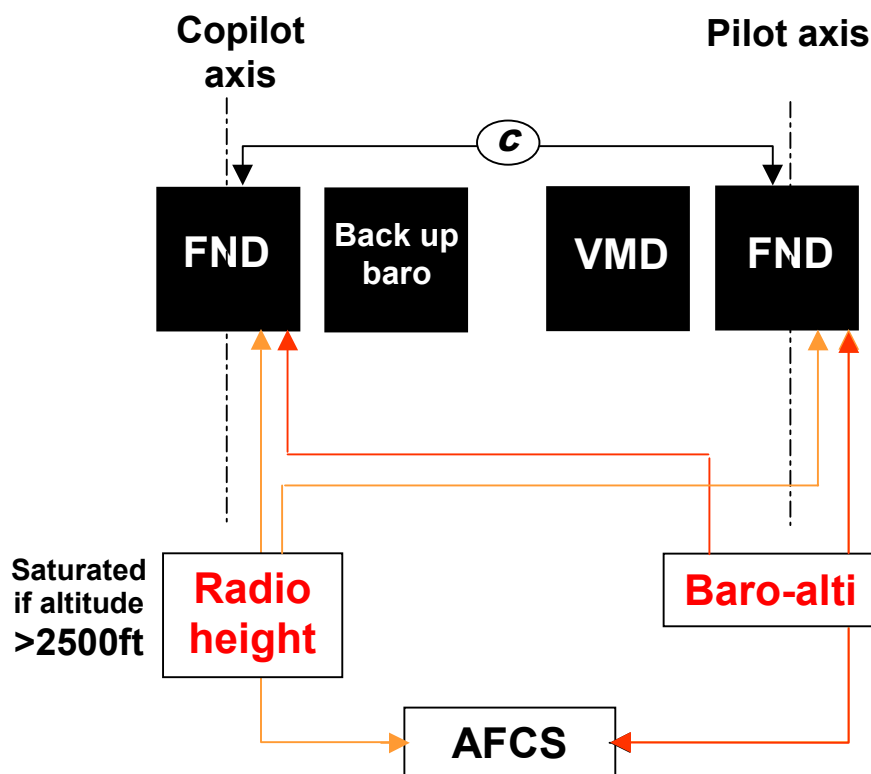 Copilot
axis
Pilot axis
c
FND
Back up
baro
VMD
FND
Saturated
if altitude
>2500ft
Radio
height
Baro-alti
AFCS